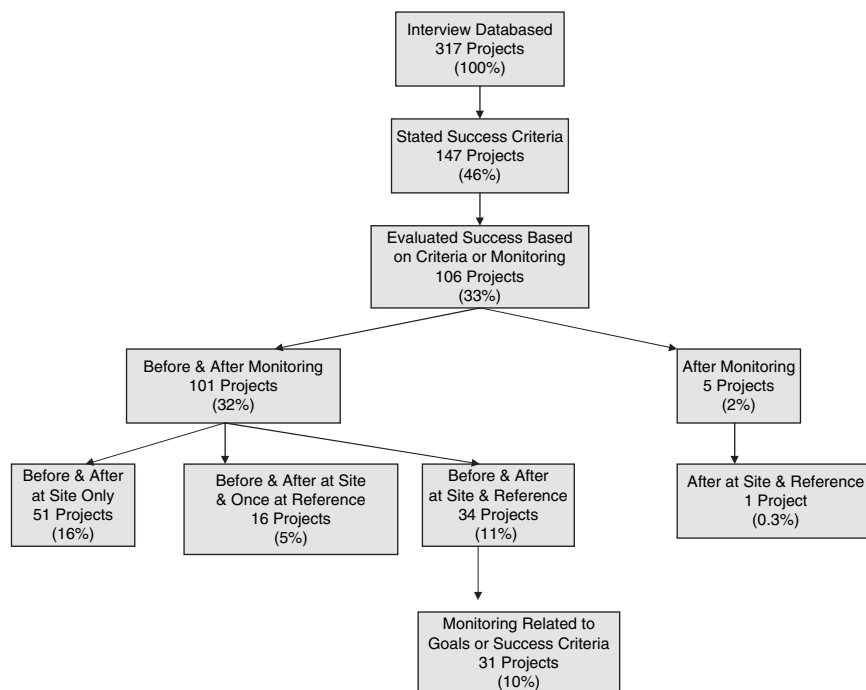 Interview Databased
317 Projects
(100%)
Stated Success Criteria
147 Projects
(46%)
Evaluated Success Based
on Criteria or Monitoring
106 Projects
(33%)
Before & After Monitoring
101 Projects
(32%)
After Monitoring
5 Projects
(2%)
Before & After
at Site Only
51 Projects
(16%)
Before & After at Site
& Once at Reference
16 Projects
(5%)
Before & After
at Site & Reference
34 Projects
(11%)
After at Site & Reference
1 Project
(0.3%)
Monitoring Related to
Goals or Success Criteria
31 Projects
(10%)